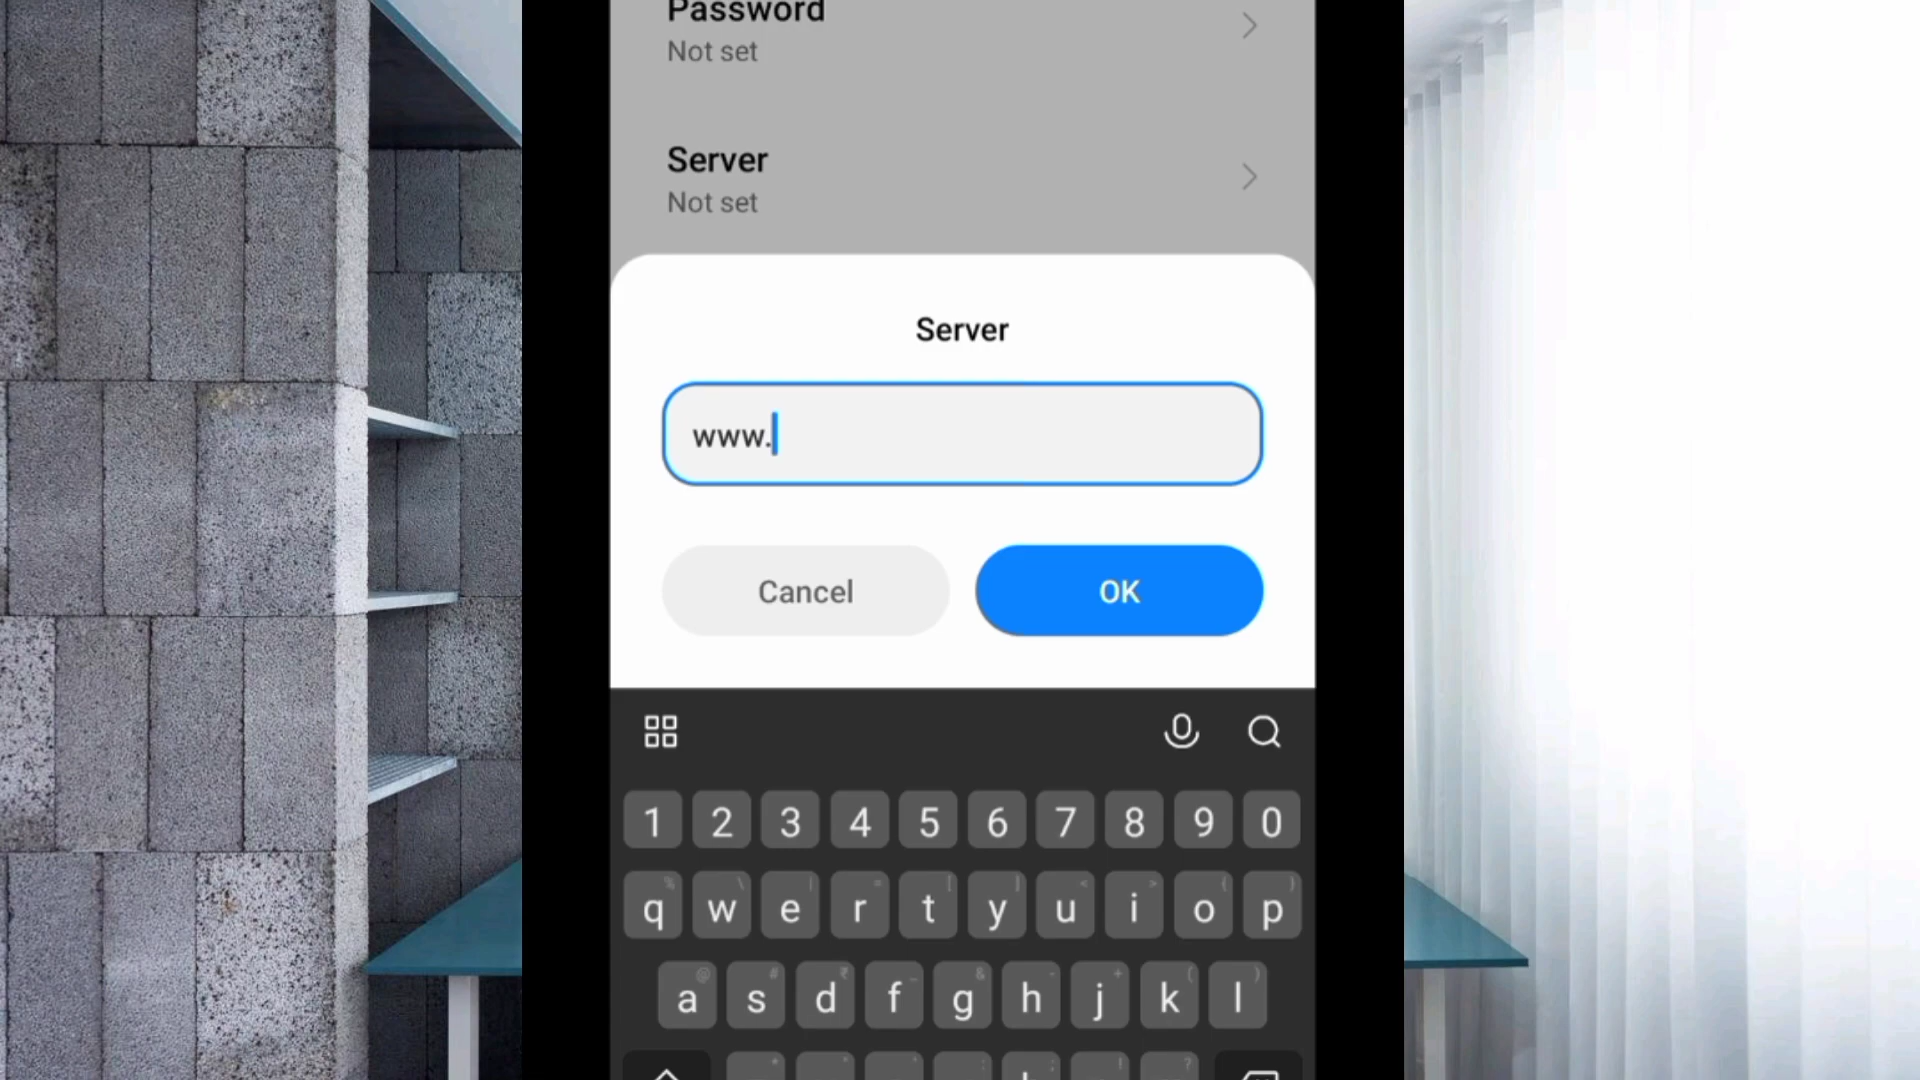 Password
Not set
Server
Not set
Server
www.
Cancel
OK
1 2 3 4 5 6 7 8 9 0
q w e r t y u i o p
a s d f g h j k l